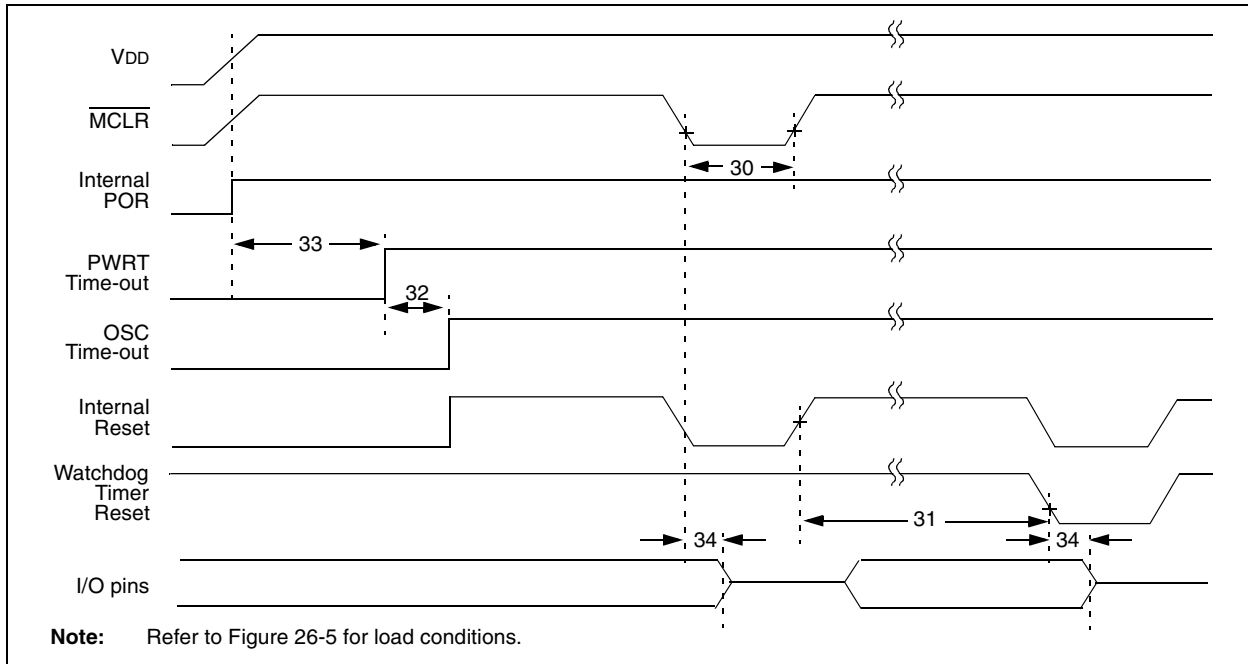 VDD
MCLR
30
Internal
POR
33
PWRT
Time-out
32
OSC
Time-out
Internal
Reset
Watchdog
Timer
Reset
31
34
34
I/O pins
Note: Refer to Figure 26-5 for load conditions.